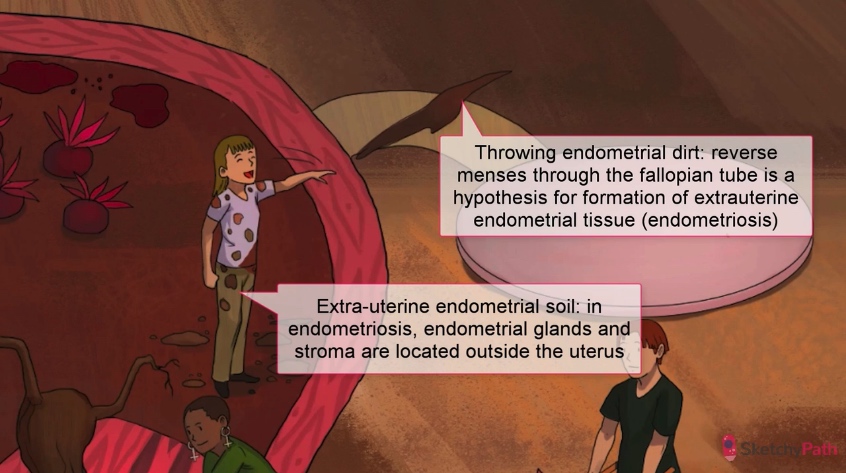 Throwing endometrial dirt: reverse
menses through the fallopian tube is a
hypothesis for formation of extrauterine
endometrial tissue (endometriosis)
Extra-uterine endometrial soil: in
endometriosis, endometrial glands and
stroma are located outside the uterus
SketchyPath